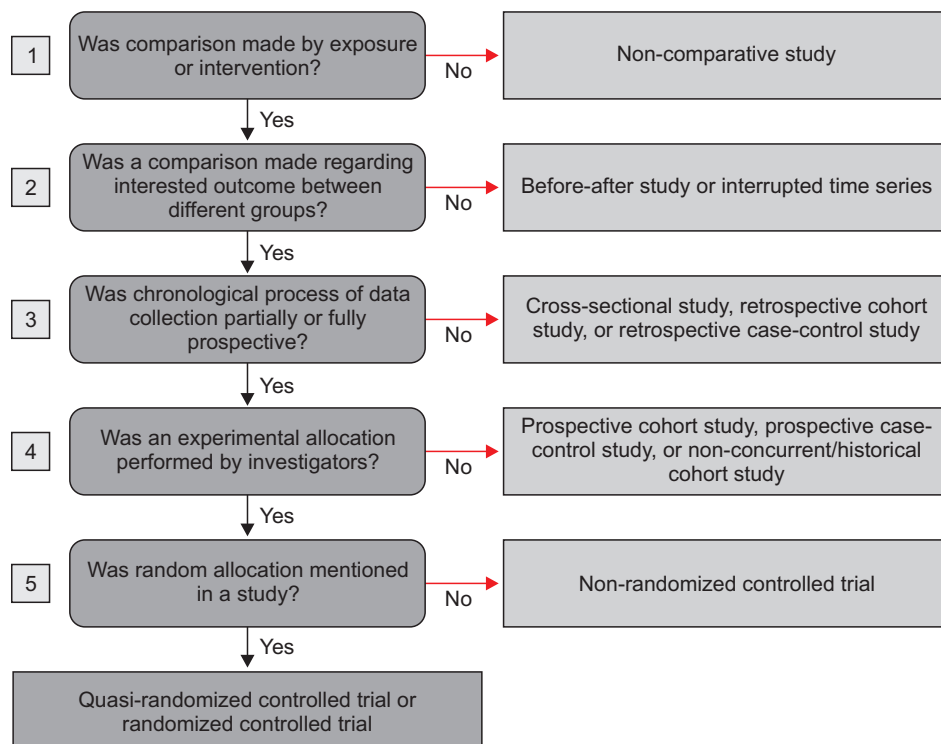 1
Was comparison made by exposure
or intervention?
No
Non-comparative study
Yes
2
Was a comparison made regarding
interested outcome between
different groups?
No
Before-after study or interrupted time series
Yes
3
Was chronological process of data
collection partially or fully
prospective?
No
Cross-sectional study, retrospective cohort
study, or retrospective case-control study
Yes
4
Was an experimental allocation
performed by investigators?
No
Prospective cohort study, prospective case-
control study, or non-concurrent/historical
cohort study
Yes
5
Was random allocation mentioned
in a study?
No
Non-randomized controlled trial
Yes
Quasi-randomized controlled trial or
randomized controlled trial